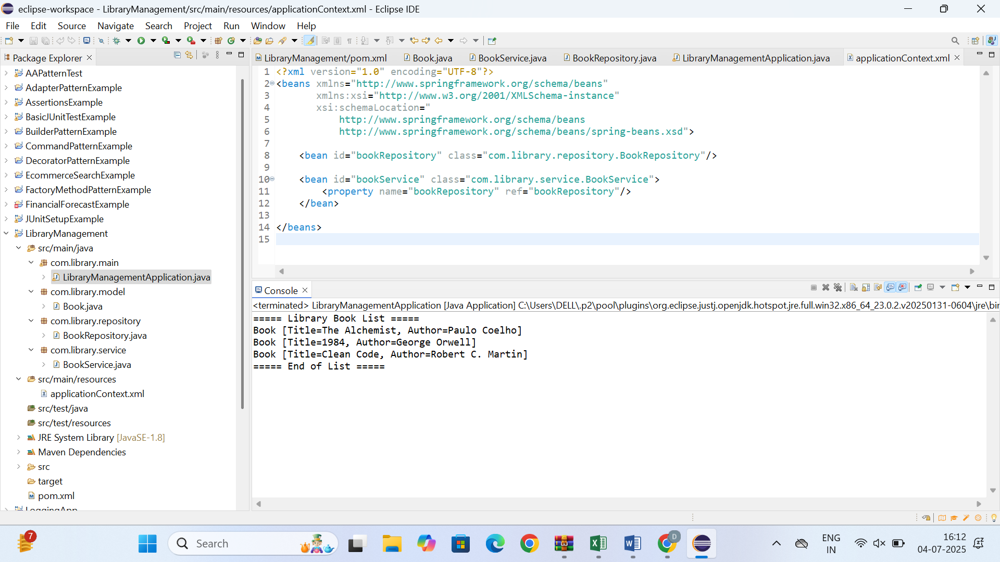 eclipse-workspace - LibraryManagement/src/main/resources/applicationContext.xml - Eclipse IDE
File Edit Source Navigate Search Project Run Window Help
Package Explorer
AAPatternTest
AdapterPatternExample
AssertionsExample
BasicJUnitTestExample
BuilderPatternExample
CommandPatternExample
DecoratorPatternExample
EcommerceSearchExample
FactoryMethodPatternExample
FinancialForecastExample
JUnitSetupExample
LibraryManagement
src/main/java
com.library.main
LibraryManagementApplication.java
com.library.model
Book.java
com.library.repository
BookRepository.java
com.library.service
BookService.java
src/main/resources
applicationContext.xml
src/test/java
src/test/resources
JRE System Library [JavaSE-1.8]
Maven Dependencies
src
target
pom.xml
LoggingApp
LibraryManagement/pom.xml Book.java BookService.java BookRepository.java LibraryManagementApplication.java applicationContext.xml
1 <?xml version="1.0" encoding="UTF-8"?>
2 <beans xmlns="http://www.springframework.org/schema/beans"
3 xmlns:xsi="http://www.w3.org/2001/XMLSchema-instance"
4 xsi:schemaLocation="
5 http://www.springframework.org/schema/beans
6 http://www.springframework.org/schema/beans/spring-beans.xsd">
7
8 <bean id="bookRepository" class="com.library.repository.BookRepository"/>
9
10 <bean id="bookService" class="com.library.service.BookService">
11 <property name="bookRepository" ref="bookRepository"/>
12 </bean>
13
14 </beans>
15
Console
<terminated> LibraryManagementApplication [Java Application] C:\Users\DELL\.p2\pool\plugins\org.eclipse.justj.openjdk.hotspot.jre.full.win32.x86_64_23.0.2.v20250131-0604\jre\bin
===== Library Book List =====
Book [Title=The Alchemist, Author=Paulo Coelho]
Book [Title=1984, Author=George Orwell]
Book [Title=Clean Code, Author=Robert C. Martin]
===== End of List =====
7
Search
D
ENG
IN
16:12
04-07-2025